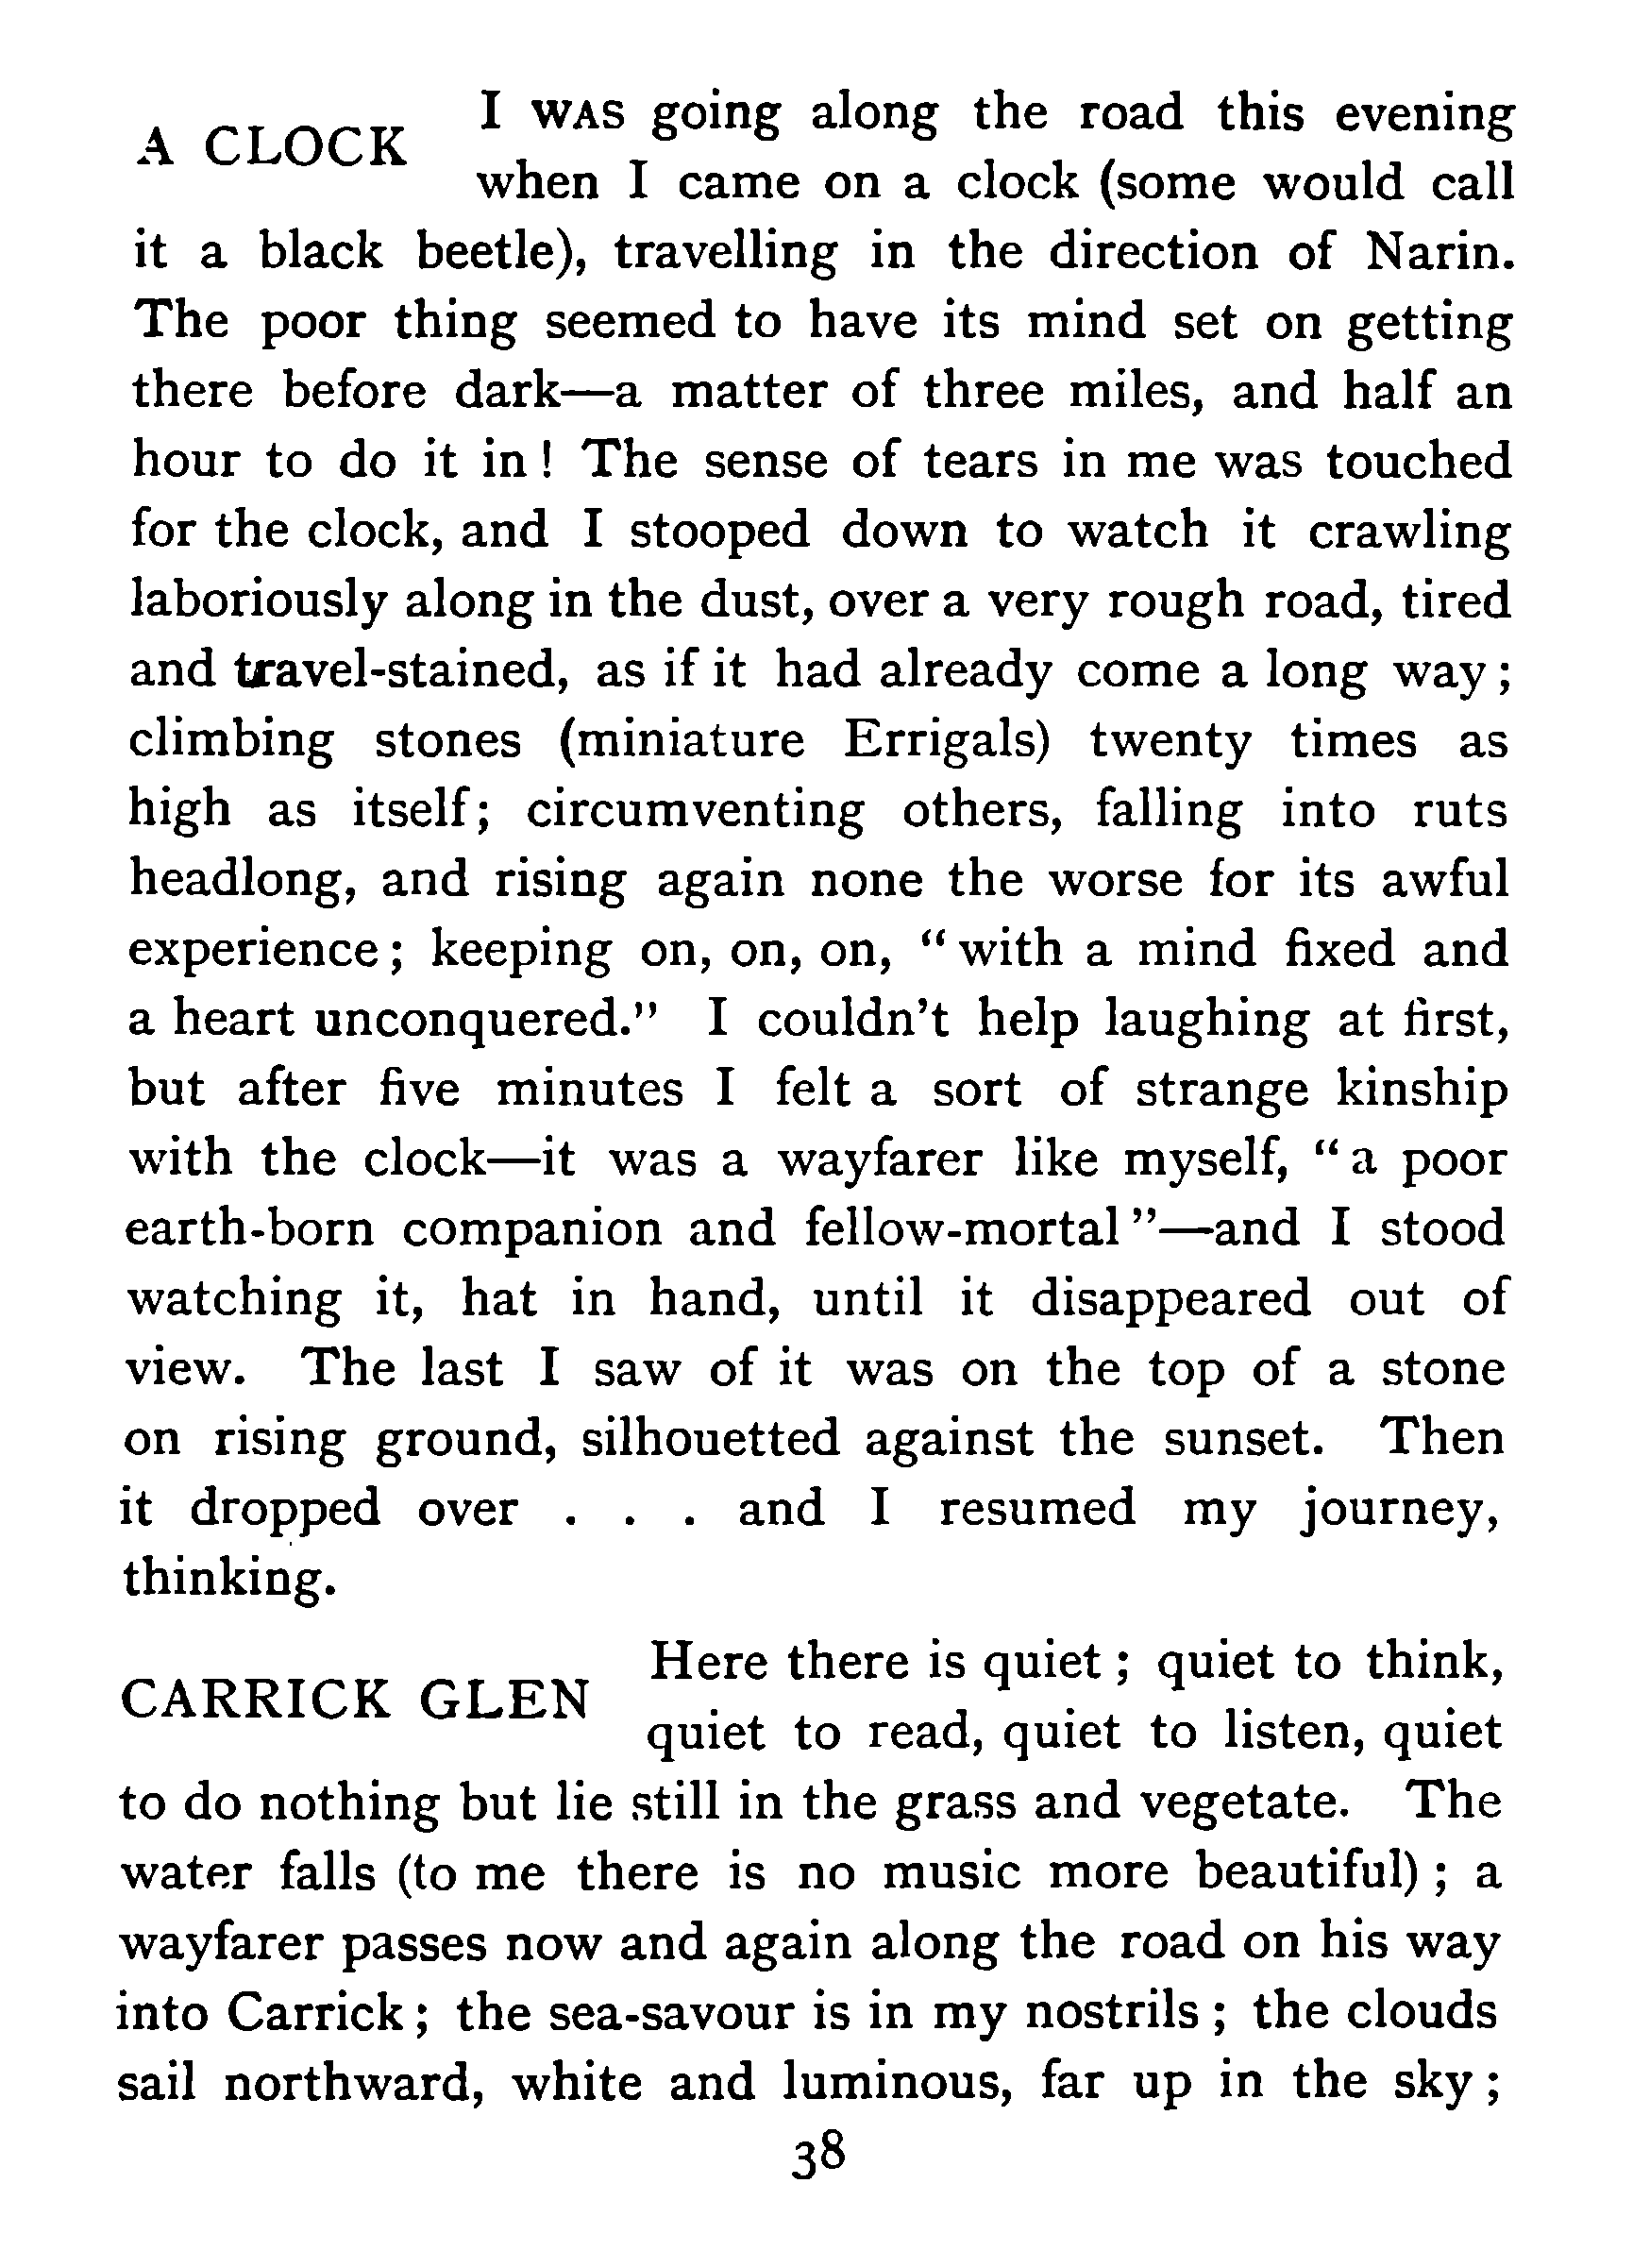 A CLOCK
I WAS going along the road this evening
when I came on a clock (some would call
it a black beetle), travelling in the direction of Narin.
The poor thing seemed to have its mind set on getting
there before dark—a matter of three miles, and half an
hour to do it in! The sense of tears in me was touched
for the clock, and I stooped down to watch it crawling
laboriously along in the dust, over a very rough road, tired
and travel-stained, as if it had already come a long way;
climbing stones (miniature Errigals) twenty times as
high as itself; circumventing others, falling into ruts
headlong, and rising again none the worse for its awful
experience; keeping on, on, on, “with a mind fixed and
a heart unconquered.” I couldn’t help laughing at first,
but after five minutes I felt a sort of strange kinship
with the clock—it was a wayfarer like myself, “a poor
earth-born companion and fellow-mortal”—and I stood
watching it, hat in hand, until it disappeared out of
view. The last I saw of it was on the top of a stone
on rising ground, silhouetted against the sunset. Then
it dropped over . . . and I resumed my journey,
thinking.
CARRICK GLEN
Here there is quiet; quiet to think,
quiet to read, quiet to listen, quiet
to do nothing but lie still in the grass and vegetate. The
water falls (to me there is no music more beautiful); a
wayfarer passes now and again along the road on his way
into Carrick; the sea-savour is in my nostrils; the clouds
sail northward, white and luminous, far up in the sky;
38